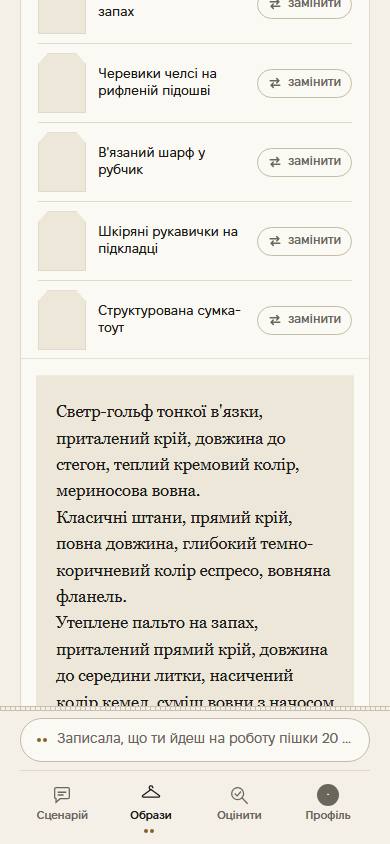 запах
замінити
Черевики челсі на
рифленій підошві
замінити
В'язаний шарф у
рубчик
замінити
Шкіряні рукавички на
підкладці
замінити
Структурована сумка-
тоут
замінити
Светр-гольф тонкої в'язки,
приталений крій, довжина до
стегон, теплий кремовий колір,
мериносова вовна.
Класичні штани, прямий крій,
повна довжина, глибокий темно-
коричневий колір еспресо, вовняна
фланель.
Утеплене пальто на запах,
приталений прямий крій, довжина
до середини литки, насичений
колір кемел, суміш вовни з начосом
Записала, що ти йдеш на роботу пішки 20 ...
Сценарій
Образи
Оцінити
Профіль